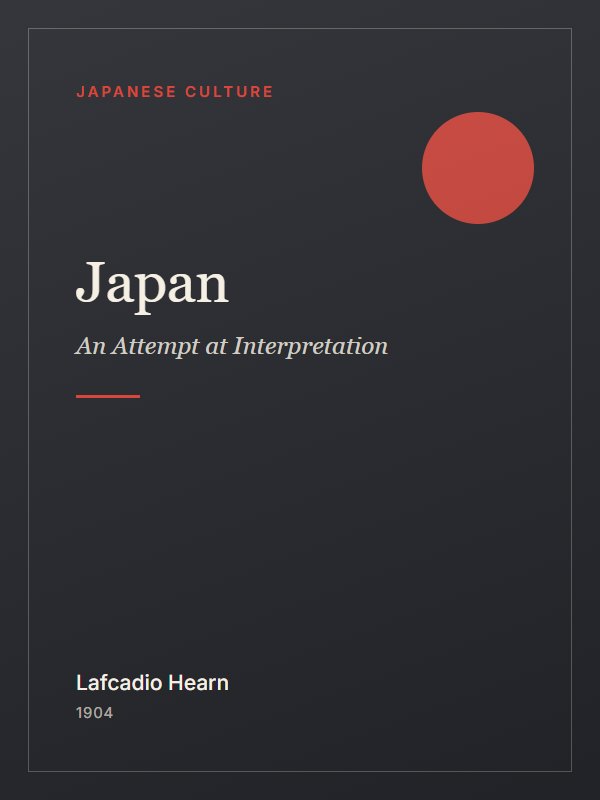 JAPANESE CULTURE
Japan
An Attempt at Interpretation
Lafcadio Hearn
1904